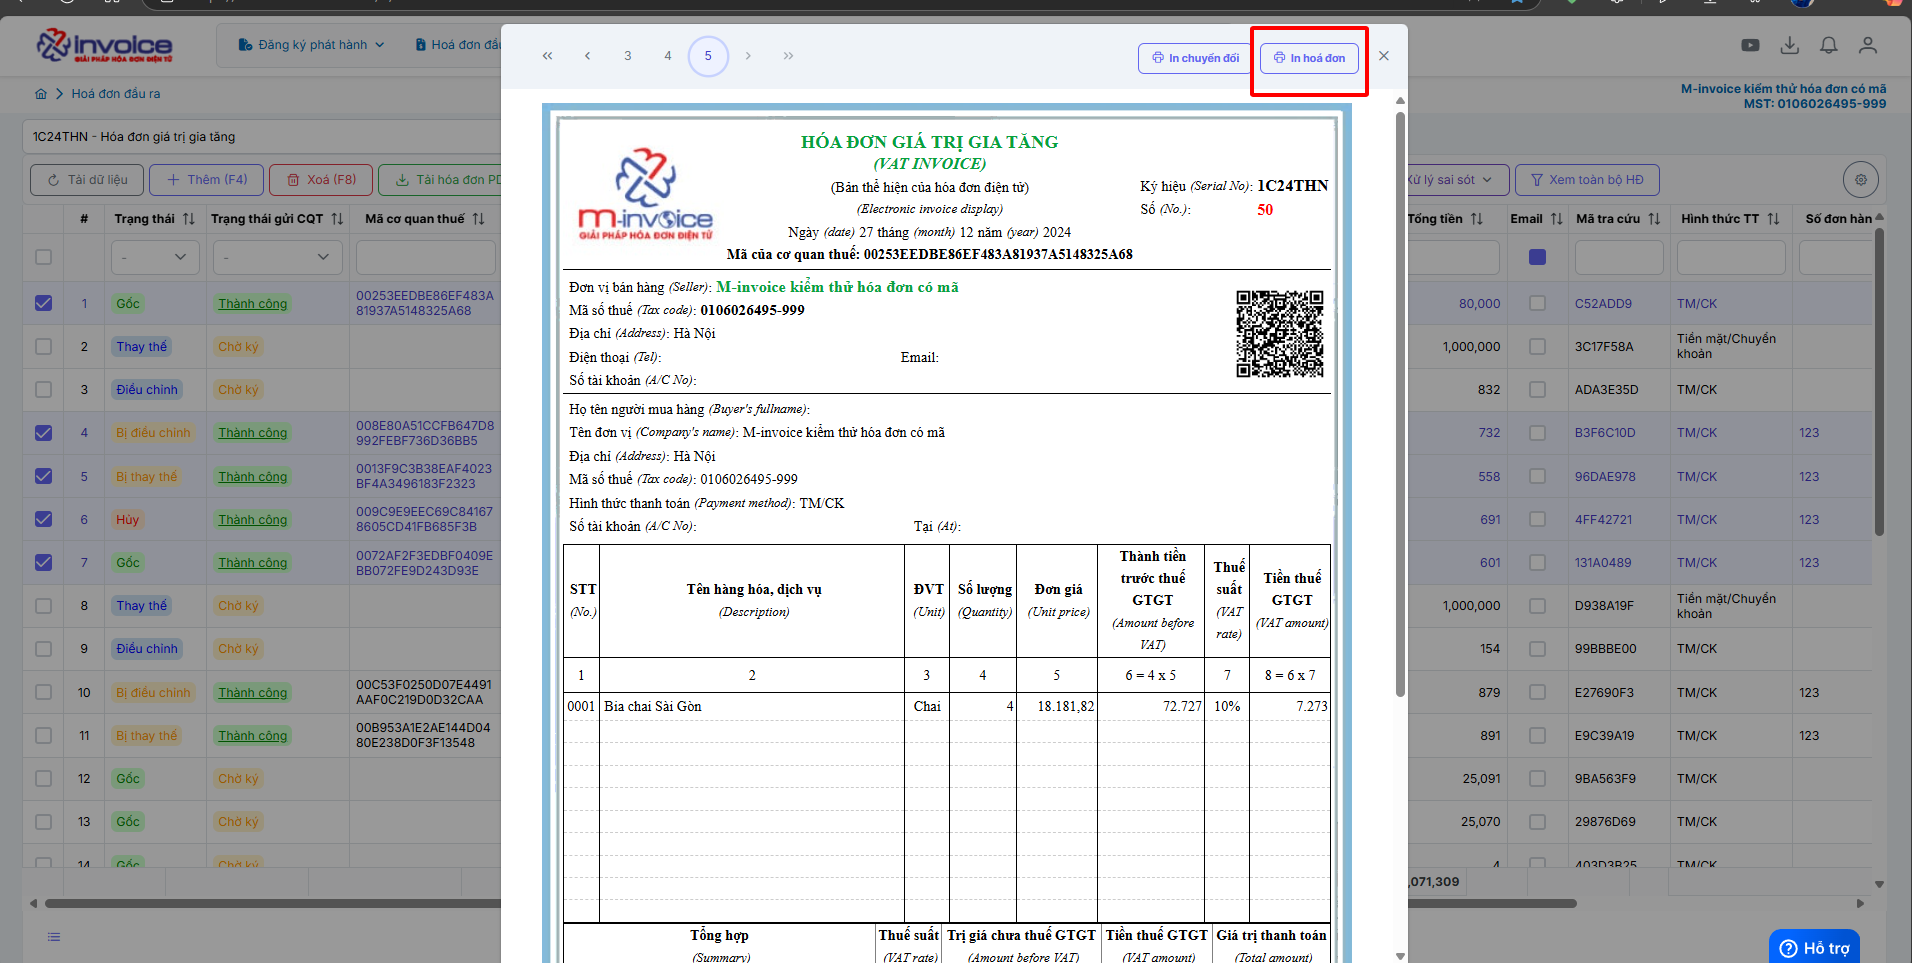 invoice
GIẢI PHÁP HÓA ĐƠN ĐIỆN TỬ
Đăng ký phát hành
Hoá đơn đầu
3
4
5
In chuyển đổi
In hoá đơn
Hoá đơn đầu ra
M-invoice kiểm thử hóa đơn có mã
MST: 0106026495-999
1C24THN - Hóa đơn giá trị gia tăng
Tải dữ liệu
Thêm (F4)
Xoá (F8)
Tải hóa đơn PD
Xử lý sai sót
Xem toàn bộ HĐ
# Trạng thái Trạng thái gửi CQT Mã cơ quan thuế
Tổng tiền Email Mã tra cứu Hình thức TT Số đơn hàn
- -
1 Gốc Thành công 00253EEDBE86EF483A
81937A5148325A68
80,000 C52ADD9 TM/CK
2 Thay thế Chờ ký
1,000,000 3C17F58A Tiền mặt/Chuyển
khoản
3 Điều chỉnh Chờ ký
832 ADA3E35D TM/CK
4 Bị điều chỉnh Thành công 008E80A51CCFB647D8
992FEBF736D36BB5
732 B3F6C10D TM/CK 123
5 Bị thay thế Thành công 0013F9C3B38EAF4023
BF4A3496183F2323
558 96DAE978 TM/CK 123
6 Hủy Thành công 009C9E9EEC69C84167
8605CD41FB685F3B
691 4FF42721 TM/CK 123
7 Gốc Thành công 0072AF2F3EDBF0409E
BB072FE9D243D93E
601 131A0489 TM/CK 123
8 Thay thế Chờ ký
1,000,000 D938A19F Tiền mặt/Chuyển
khoản
9 Điều chỉnh Chờ ký
154 99BBBE00 TM/CK
10 Bị điều chỉnh Thành công 00C53F0250D07E4491
AAF0C219D0D32CAA
879 E27690F3 TM/CK 123
11 Bị thay thế Thành công 00B953A1E2AE144D04
80E238D0F3F13548
891 E9C39A19 TM/CK 123
12 Gốc Chờ ký
25,091 9BA563F9 TM/CK
13 Gốc Chờ ký
25,070 29876D69 TM/CK
14 Gốc Chờ ký
4 403D3B25 TM/CK
,071,309
HÓA ĐƠN GIÁ TRỊ GIA TĂNG
(VAT INVOICE)
(Bản thể hiện của hóa đơn điện tử)
(Electronic invoice display)
Ký hiệu (Serial No): 1C24THN
Số (No.): 50
m-invoice
GIẢI PHÁP HÓA ĐƠN ĐIỆN TỬ
Ngày (date) 27 tháng (month) 12 năm (year) 2024
Mã của cơ quan thuế: 00253EEDBE86EF483A81937A5148325A68
Đơn vị bán hàng (Seller): M-invoice kiểm thử hóa đơn có mã
Mã số thuế (Tax code): 0106026495-999
Địa chỉ (Address): Hà Nội
Điện thoại (Tel): Email:
Số tài khoản (A/C No):
Họ tên người mua hàng (Buyer's fullname):
Tên đơn vị (Company's name): M-invoice kiểm thử hóa đơn có mã
Địa chỉ (Address): Hà Nội
Mã số thuế (Tax code): 0106026495-999
Hình thức thanh toán (Payment method): TM/CK
Số tài khoản (A/C No): Tại (At):
STT
(No.)
Tên hàng hóa, dịch vụ
(Description)
ĐVT
(Unit)
Số lượng
(Quantity)
Đơn giá
(Unit price)
Thành tiền
trước thuế
GTGT
(Amount before
VAT)
Thuế
suất
(VAT
rate)
Tiền thuế
GTGT
(VAT amount)
1 2 3 4 5 6 = 4 x 5 7 8 = 6 x 7
0001 Bia chai Sài Gòn Chai 4 18.181,82 72.727 10% 7.273
Tổng hợp Thuế suất Trị giá chưa thuế GTGT Tiền thuế GTGT Giá trị thanh toán
(Summary) (VAT rate) (Amount before VAT) (VAT amount) (Total amount)
Hỗ trợ